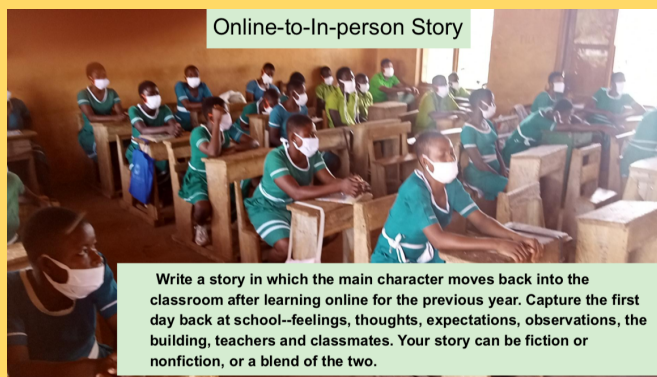 Online-to-In-person Story
Write a story in which the main character moves back into the
classroom after learning online for the previous year. Capture the first
day back at school--feelings, thoughts, expectations, observations, the
building, teachers and classmates. Your story can be fiction or
nonfiction, or a blend of the two.